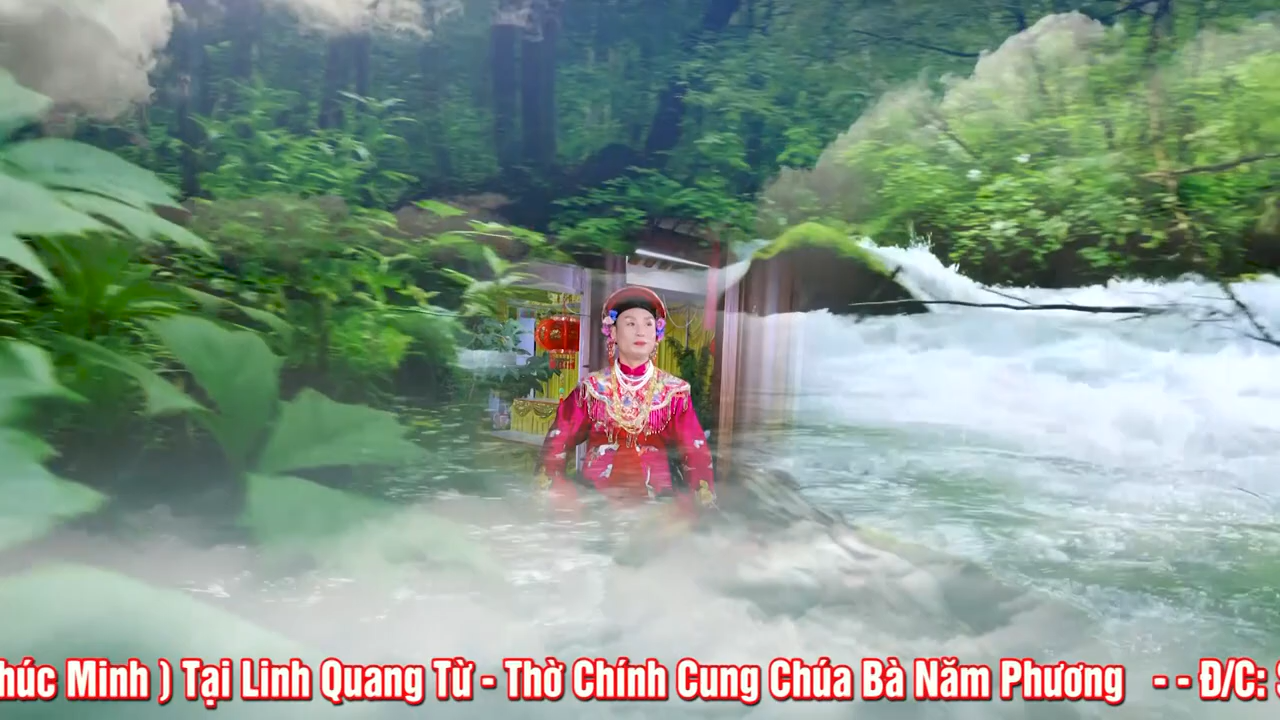 húc Minh ) Tại Linh Quang Từ - Thờ Chính Cung Chúa Bà Năm Phương - - Đ/C: